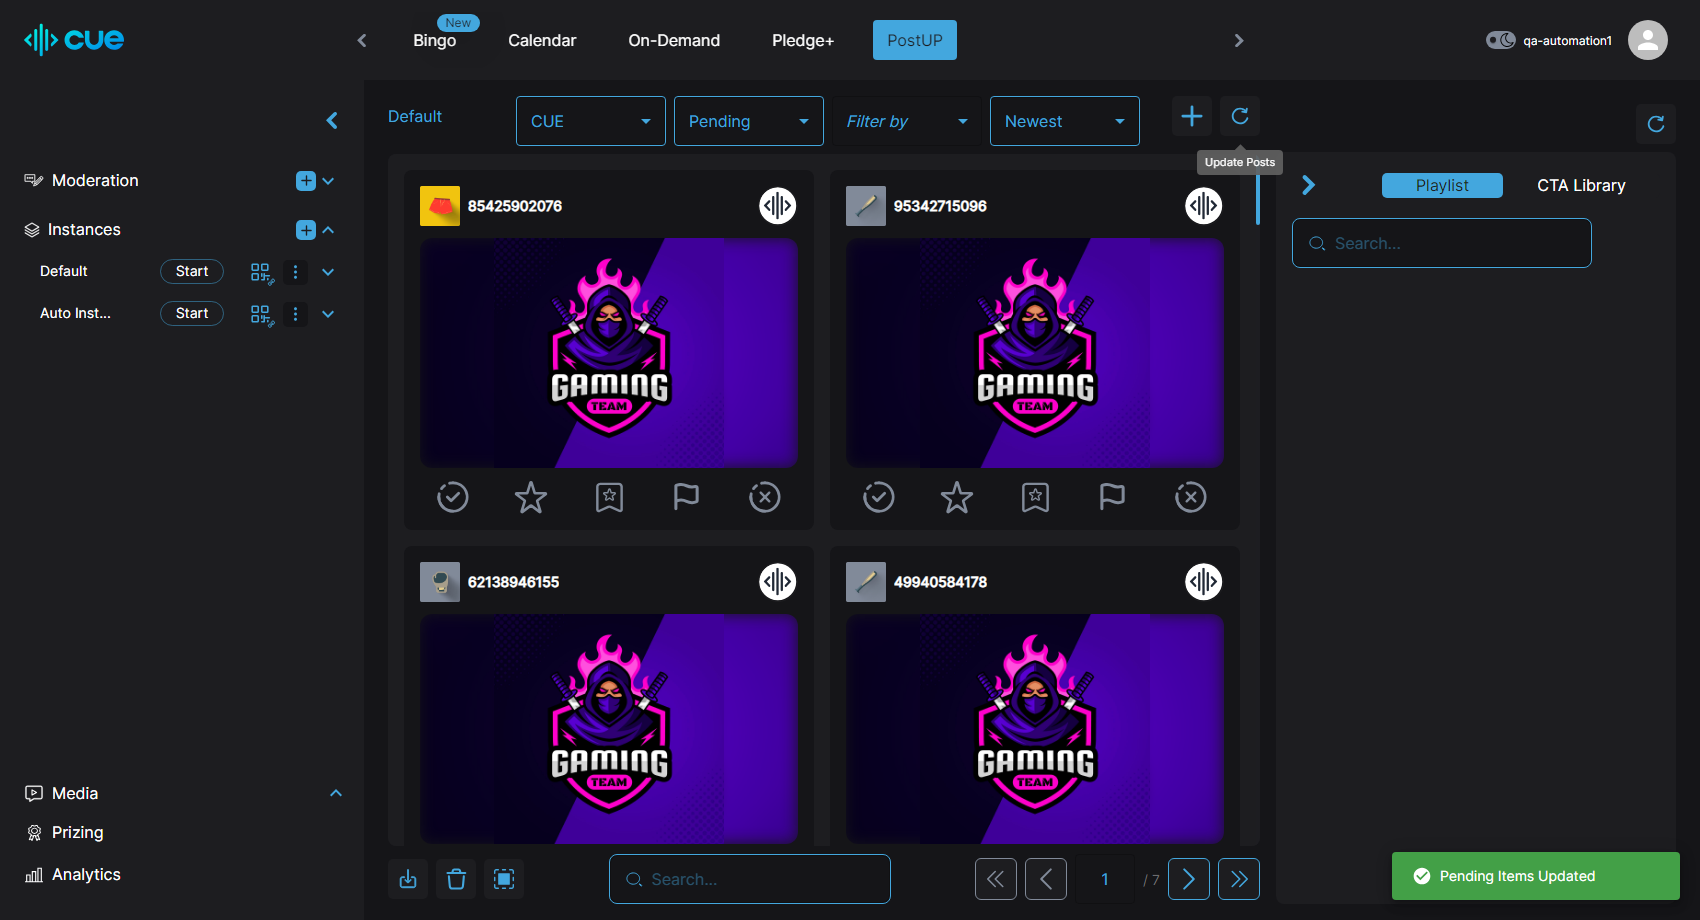 cue
New
Bingo
Calendar
On-Demand
Pledge+
PostUP
qa-automation1
Default
CUE
Pending
Filter by
Newest
Update Posts
Moderation
Instances
Default
Start
Auto Inst...
Start
85425902076
GAMING
TEAM
95342715096
GAMING
TEAM
62138946155
GAMING
TEAM
49940584178
GAMING
TEAM
Playlist
CTA Library
Search...
Media
Prizing
Analytics
Search...
1
/ 7
Pending Items Updated